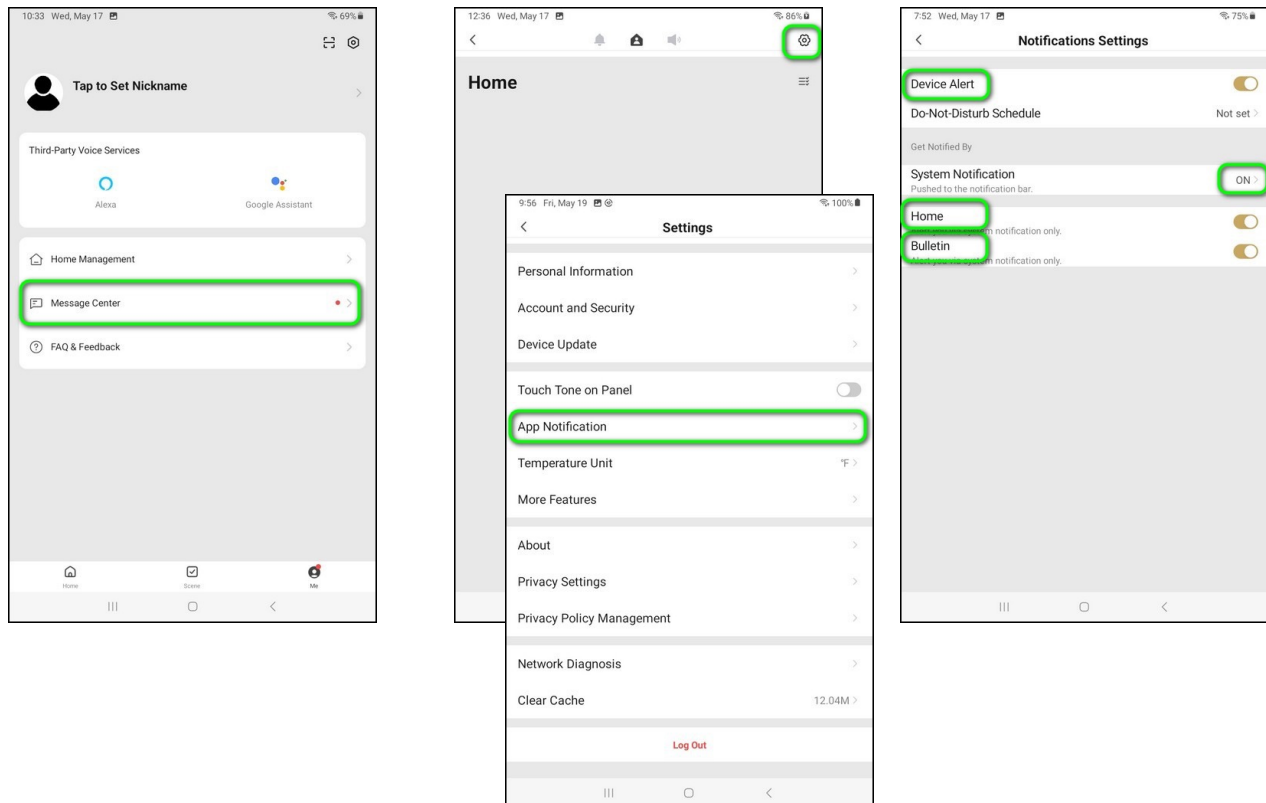 10:33 Wed, May 17
69%
Tap to Set Nickname
Third-Party Voice Services
Alexa
Google Assistant
Home Management
Message Center
FAQ & Feedback
Home
Scene
Me
12:36 Wed, May 17
86%
Home
9:56 Fri, May 19
100%
Settings
Personal Information
Account and Security
Device Update
Touch Tone on Panel
App Notification
Temperature Unit
°F
More Features
About
Privacy Settings
Privacy Policy Management
Network Diagnosis
Clear Cache
12.04M
Log Out
7:52 Wed, May 17
75%
Notifications Settings
Device Alert
Do-Not-Disturb Schedule
Not set
Get Notified By
System Notification
ON
Pushed to the notification bar.
Home
notification only.
Bulletin
notification only.